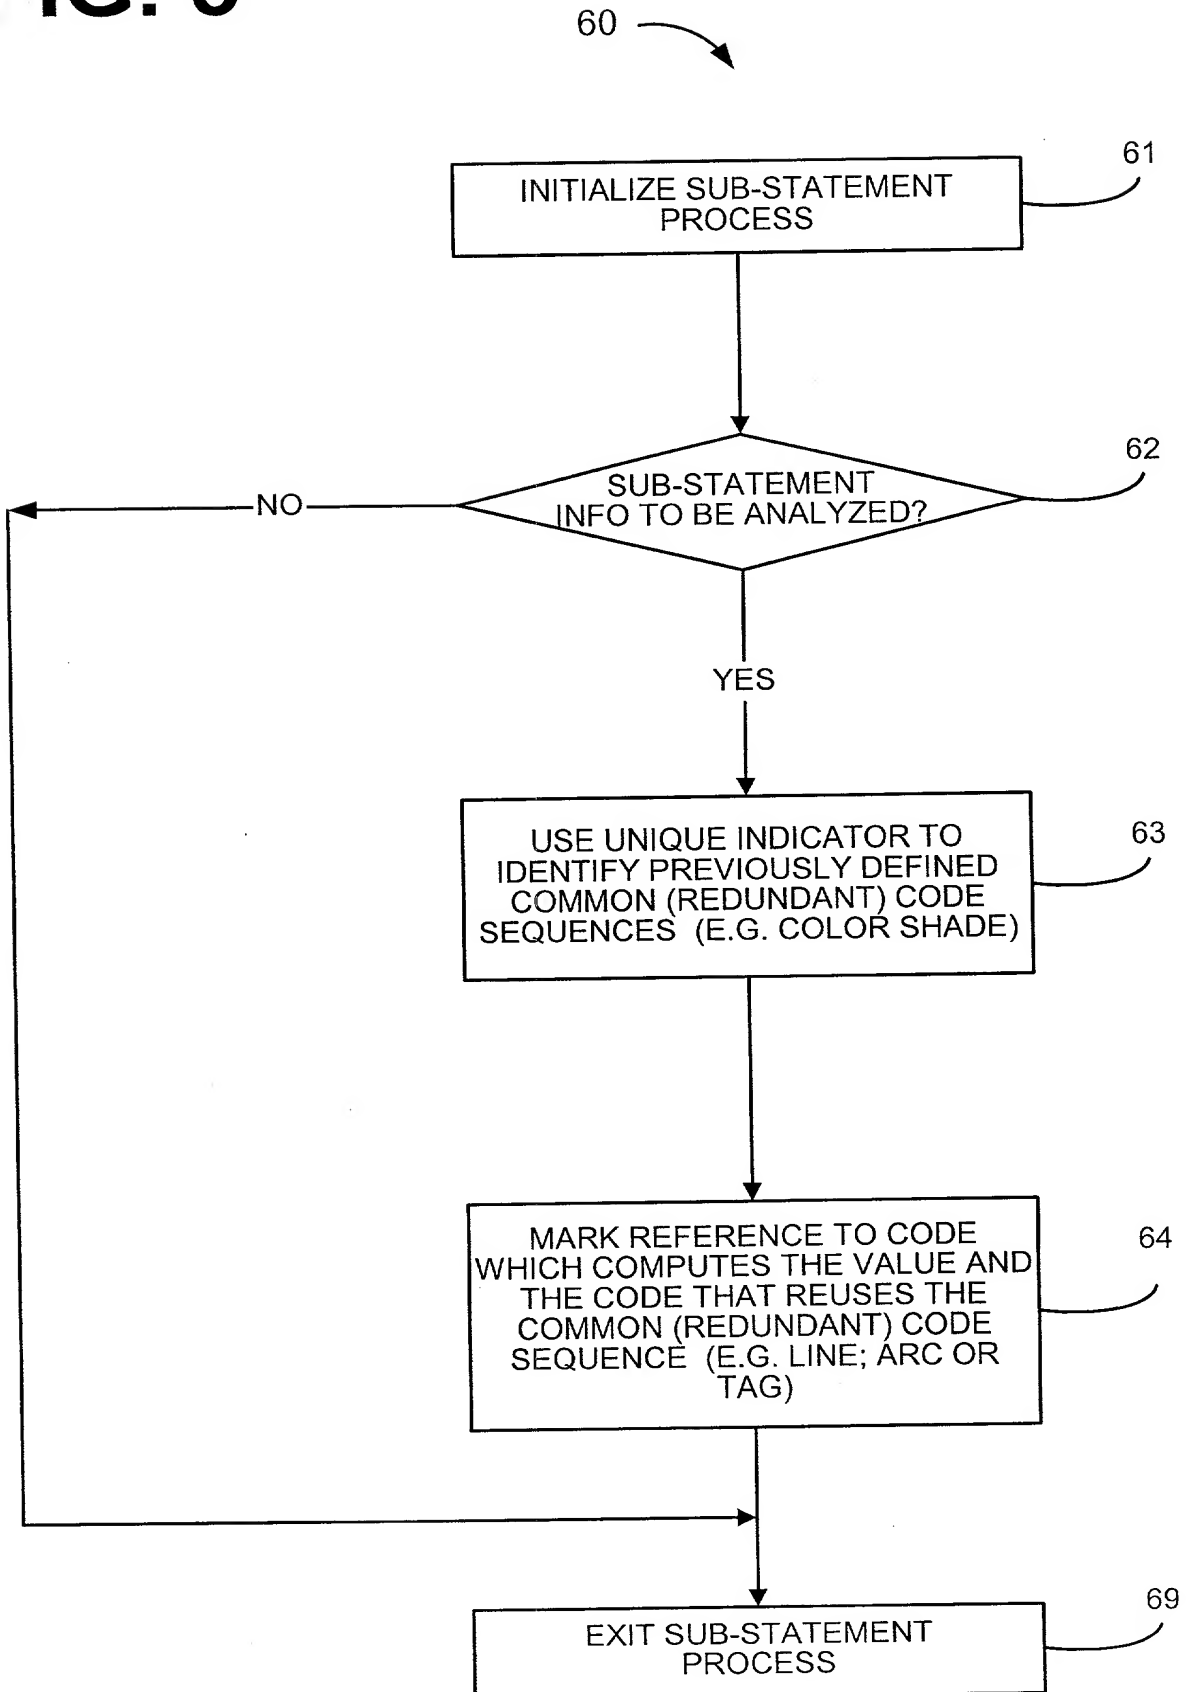 60
61
INITIALIZE SUB-STATEMENT
PROCESS
62
SUB-STATEMENT
INFO TO BE ANALYZED?
NO
YES
63
USE UNIQUE INDICATOR TO
IDENTIFY PREVIOUSLY DEFINED
COMMON (REDUNDANT) CODE
SEQUENCES (E.G. COLOR SHADE)
64
MARK REFERENCE TO CODE
WHICH COMPUTES THE VALUE AND
THE CODE THAT REUSES THE
COMMON (REDUNDANT) CODE
SEQUENCE (E.G. LINE; ARC OR
TAG)
69
EXIT SUB-STATEMENT
PROCESS